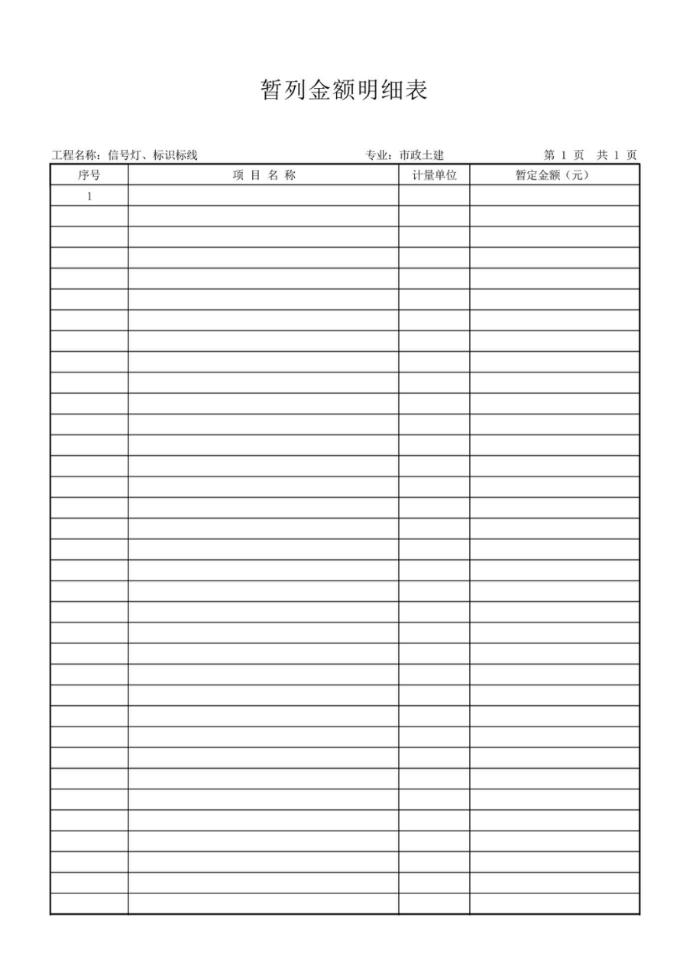 暂列金额明细表
工程名称：信号灯、标识标线 专业：市政土建 第 1 页 共 1 页
序号 项 目 名 称 计量单位 暂定金额（元）
1